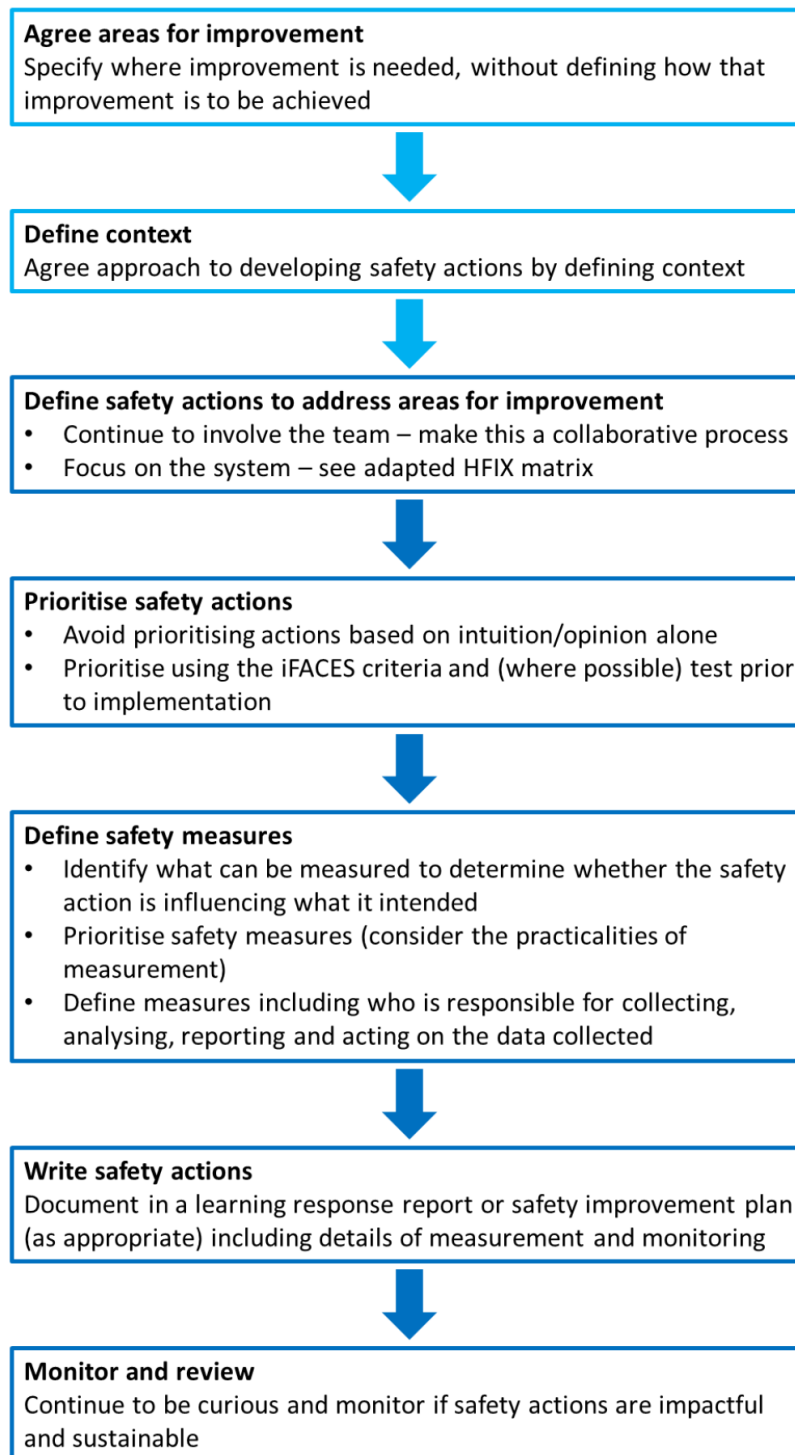 Agree areas for improvement
Specify where improvement is needed, without defining how that
improvement is to be achieved
Define context
Agree approach to developing safety actions by defining context
Define safety actions to address areas for improvement
• Continue to involve the team – make this a collaborative process
• Focus on the system – see adapted HFIX matrix
Prioritise safety actions
• Avoid prioritising actions based on intuition/opinion alone
• Prioritise using the iFACES criteria and (where possible) test prior
to implementation
Define safety measures
• Identify what can be measured to determine whether the safety
action is influencing what it intended
• Prioritise safety measures (consider the practicalities of
measurement)
• Define measures including who is responsible for collecting,
analysing, reporting and acting on the data collected
Write safety actions
Document in a learning response report or safety improvement plan
(as appropriate) including details of measurement and monitoring
Monitor and review
Continue to be curious and monitor if safety actions are impactful
and sustainable